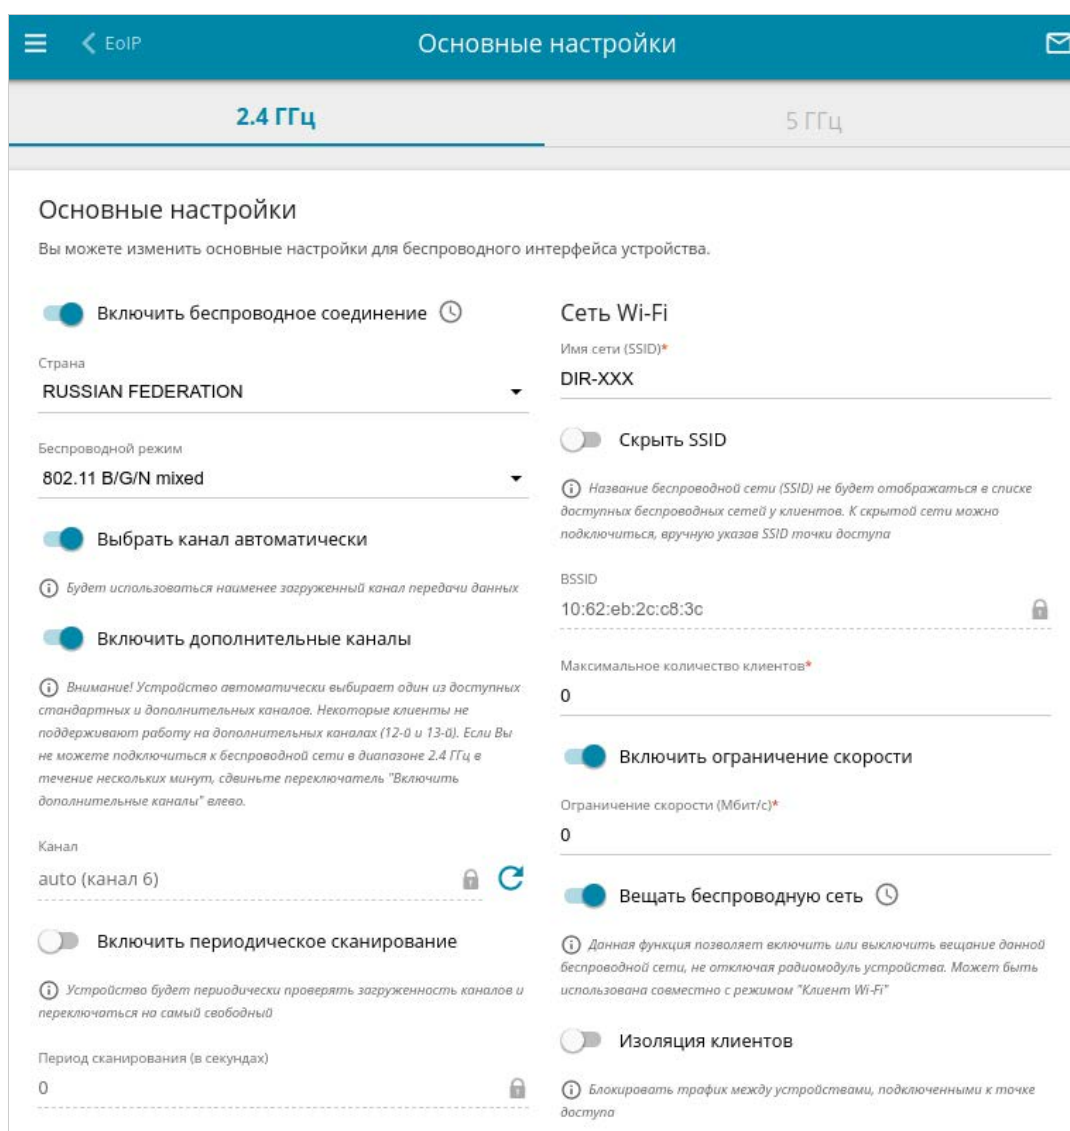 EoIP
Основные настройки
2.4 ГГц
5 ГГц
Основные настройки
Вы можете изменить основные настройки для беспроводного интерфейса устройства.
Включить беспроводное соединение
Страна
RUSSIAN FEDERATION
Беспроводной режим
802.11 B/G/N mixed
Выбрать канал автоматически
Будет использоваться наименее загруженный канал передачи данных
Включить дополнительные каналы
Внимание! Устройство автоматически выбирает один из доступных
стандартных и дополнительных каналов. Некоторые клиенты не
поддерживают работу на дополнительных каналах (12-й и 13-й). Если Вы
не можете подключиться к беспроводной сети в диапазоне 2.4 ГГц в
течение нескольких минут, сдвиньте переключатель "Включить
дополнительные каналы" влево.
Канал
auto (канал 6)
Включить периодическое сканирование
Устройство будет периодически проверять загруженность каналов и
переключаться на самый свободный
Период сканирования (в секундах)
0
Сеть Wi-Fi
Имя сети (SSID)*
DIR-XXX
Скрыть SSID
Название беспроводной сети (SSID) не будет отображаться в списке
доступных беспроводных сетей у клиентов. К скрытой сети можно
подключиться, вручную указав SSID точки доступа
BSSID
10:62:eb:2c:c8:3c
Максимальное количество клиентов*
0
Включить ограничение скорости
Ограничение скорости (Мбит/с)*
0
Вещать беспроводную сеть
Данная функция позволяет включить или выключить вещание данной
беспроводной сети, не отключая радиомодуль устройства. Может быть
использована совместно с режимом "Клиент Wi-Fi"
Изоляция клиентов
Блокировать трафик между устройствами, подключенными к точке
доступа